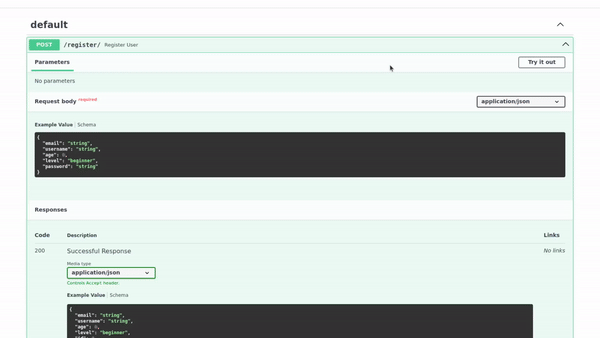 default
POST /register/ Register User
Parameters
Try it out
No parameters
Request body required
application/json
Example Value | Schema
{
"email": "string",
"username": "string",
"age": 0,
"level": "beginner",
"password": "string"
}
Responses
Code Description Links
200 Successful Response No links
Media type
application/json
Controls Accept header.
Example Value | Schema
{
"email": "string",
"username": "string",
"age": 0,
"level": "beginner",